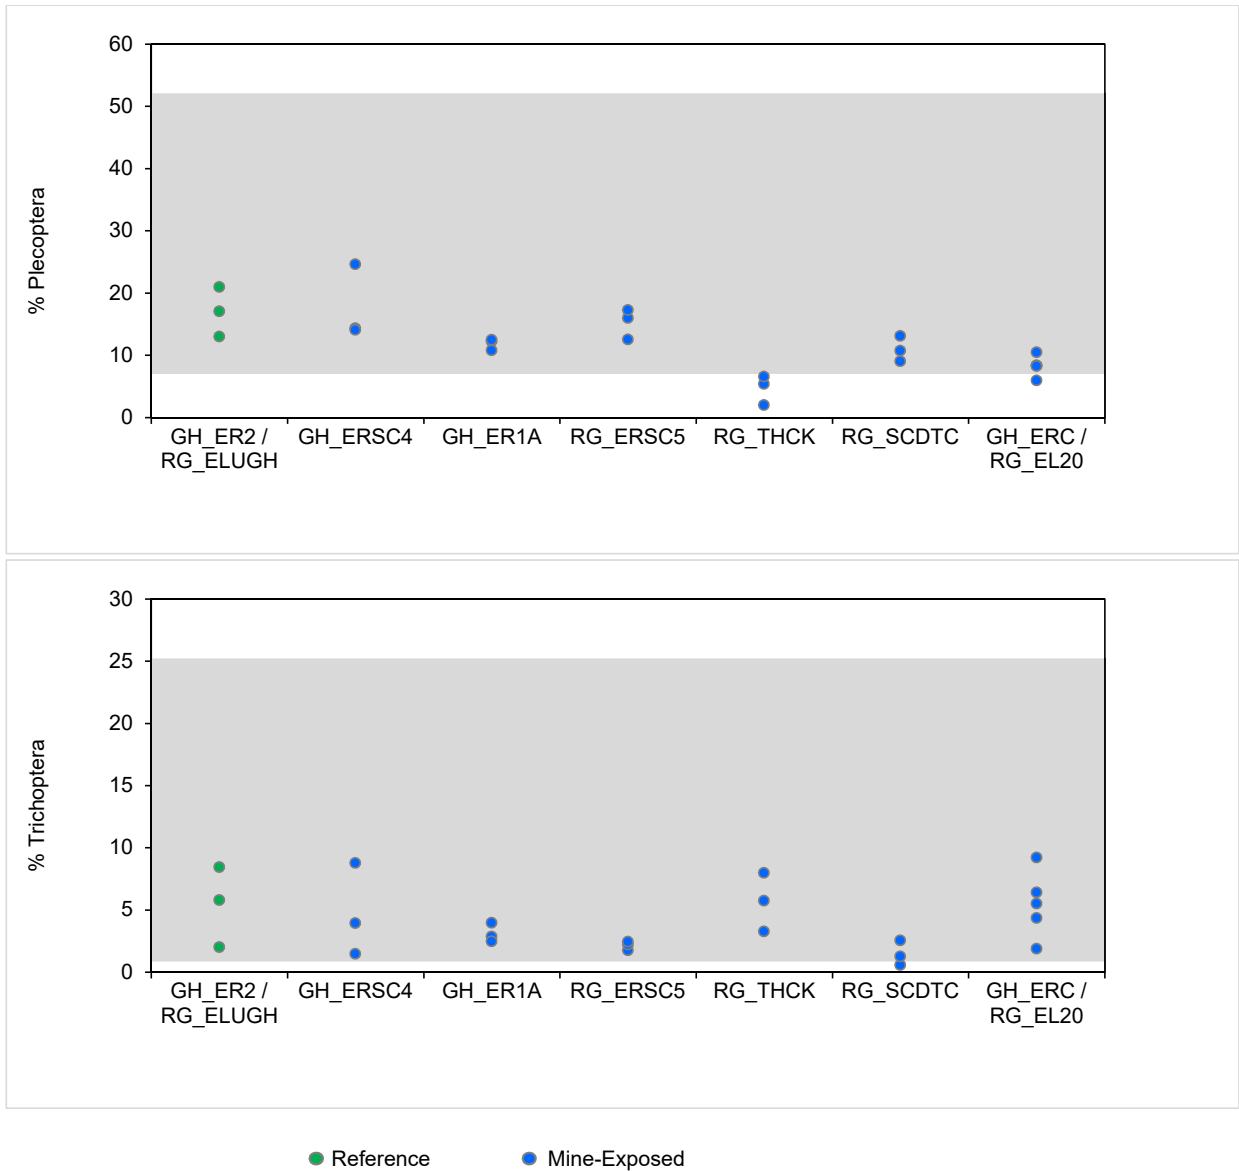 60
50
40
30
20
10
0
% Plecoptera
GH_ER2 / GH_ERSC4 GH_ER1A RG_ERSC5 RG_THCK RG_SCDTC GH_ERC /
RG_ELUGH RG_EL20
30
25
20
15
10
5
0
% Trichoptera
GH_ER2 / GH_ERSC4 GH_ER1A RG_ERSC5 RG_THCK RG_SCDTC GH_ERC /
RG_ELUGH RG_EL20
Reference Mine-Exposed